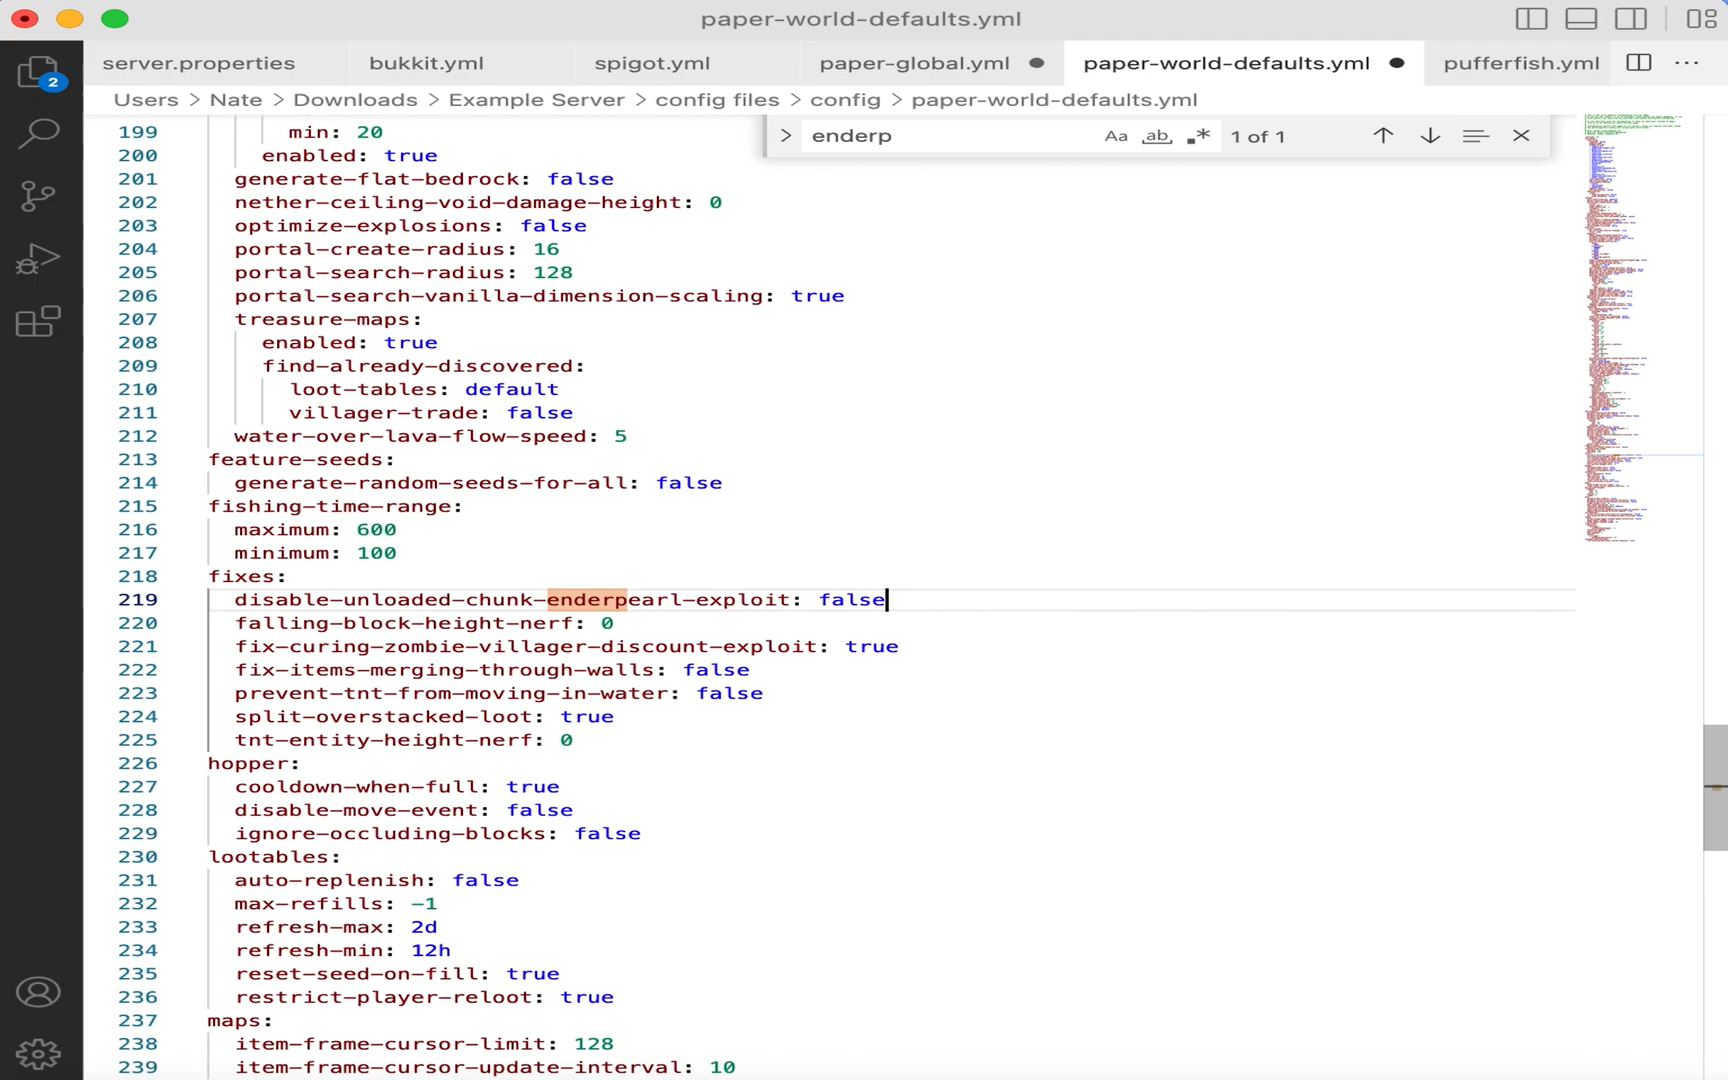 paper-world-defaults.yml
server.properties bukkit.yml spigot.yml paper-global.yml paper-world-defaults.yml pufferfish.yml
2
Users > Nate > Downloads > Example Server > config files > config > paper-world-defaults.yml
enderp Aa ab 1 of 1
199 min: 20
200 enabled: true
201 generate-flat-bedrock: false
202 nether-ceiling-void-damage-height: 0
203 optimize-explosions: false
204 portal-create-radius: 16
205 portal-search-radius: 128
206 portal-search-vanilla-dimension-scaling: true
207 treasure-maps:
208 enabled: true
209 find-already-discovered:
210 loot-tables: default
211 villager-trade: false
212 water-over-lava-flow-speed: 5
213 feature-seeds:
214 generate-random-seeds-for-all: false
215 fishing-time-range:
216 maximum: 600
217 minimum: 100
218 fixes:
219 disable-unloaded-chunk-enderpearl-exploit: false
220 falling-block-height-nerf: 0
221 fix-curing-zombie-villager-discount-exploit: true
222 fix-items-merging-through-walls: false
223 prevent-tnt-from-moving-in-water: false
224 split-overstacked-loot: true
225 tnt-entity-height-nerf: 0
226 hopper:
227 cooldown-when-full: true
228 disable-move-event: false
229 ignore-occluding-blocks: false
230 lootables:
231 auto-replenish: false
232 max-refills: -1
233 refresh-max: 2d
234 refresh-min: 12h
235 reset-seed-on-fill: true
236 restrict-player-reloot: true
237 maps:
238 item-frame-cursor-limit: 128
239 item-frame-cursor-update-interval: 10